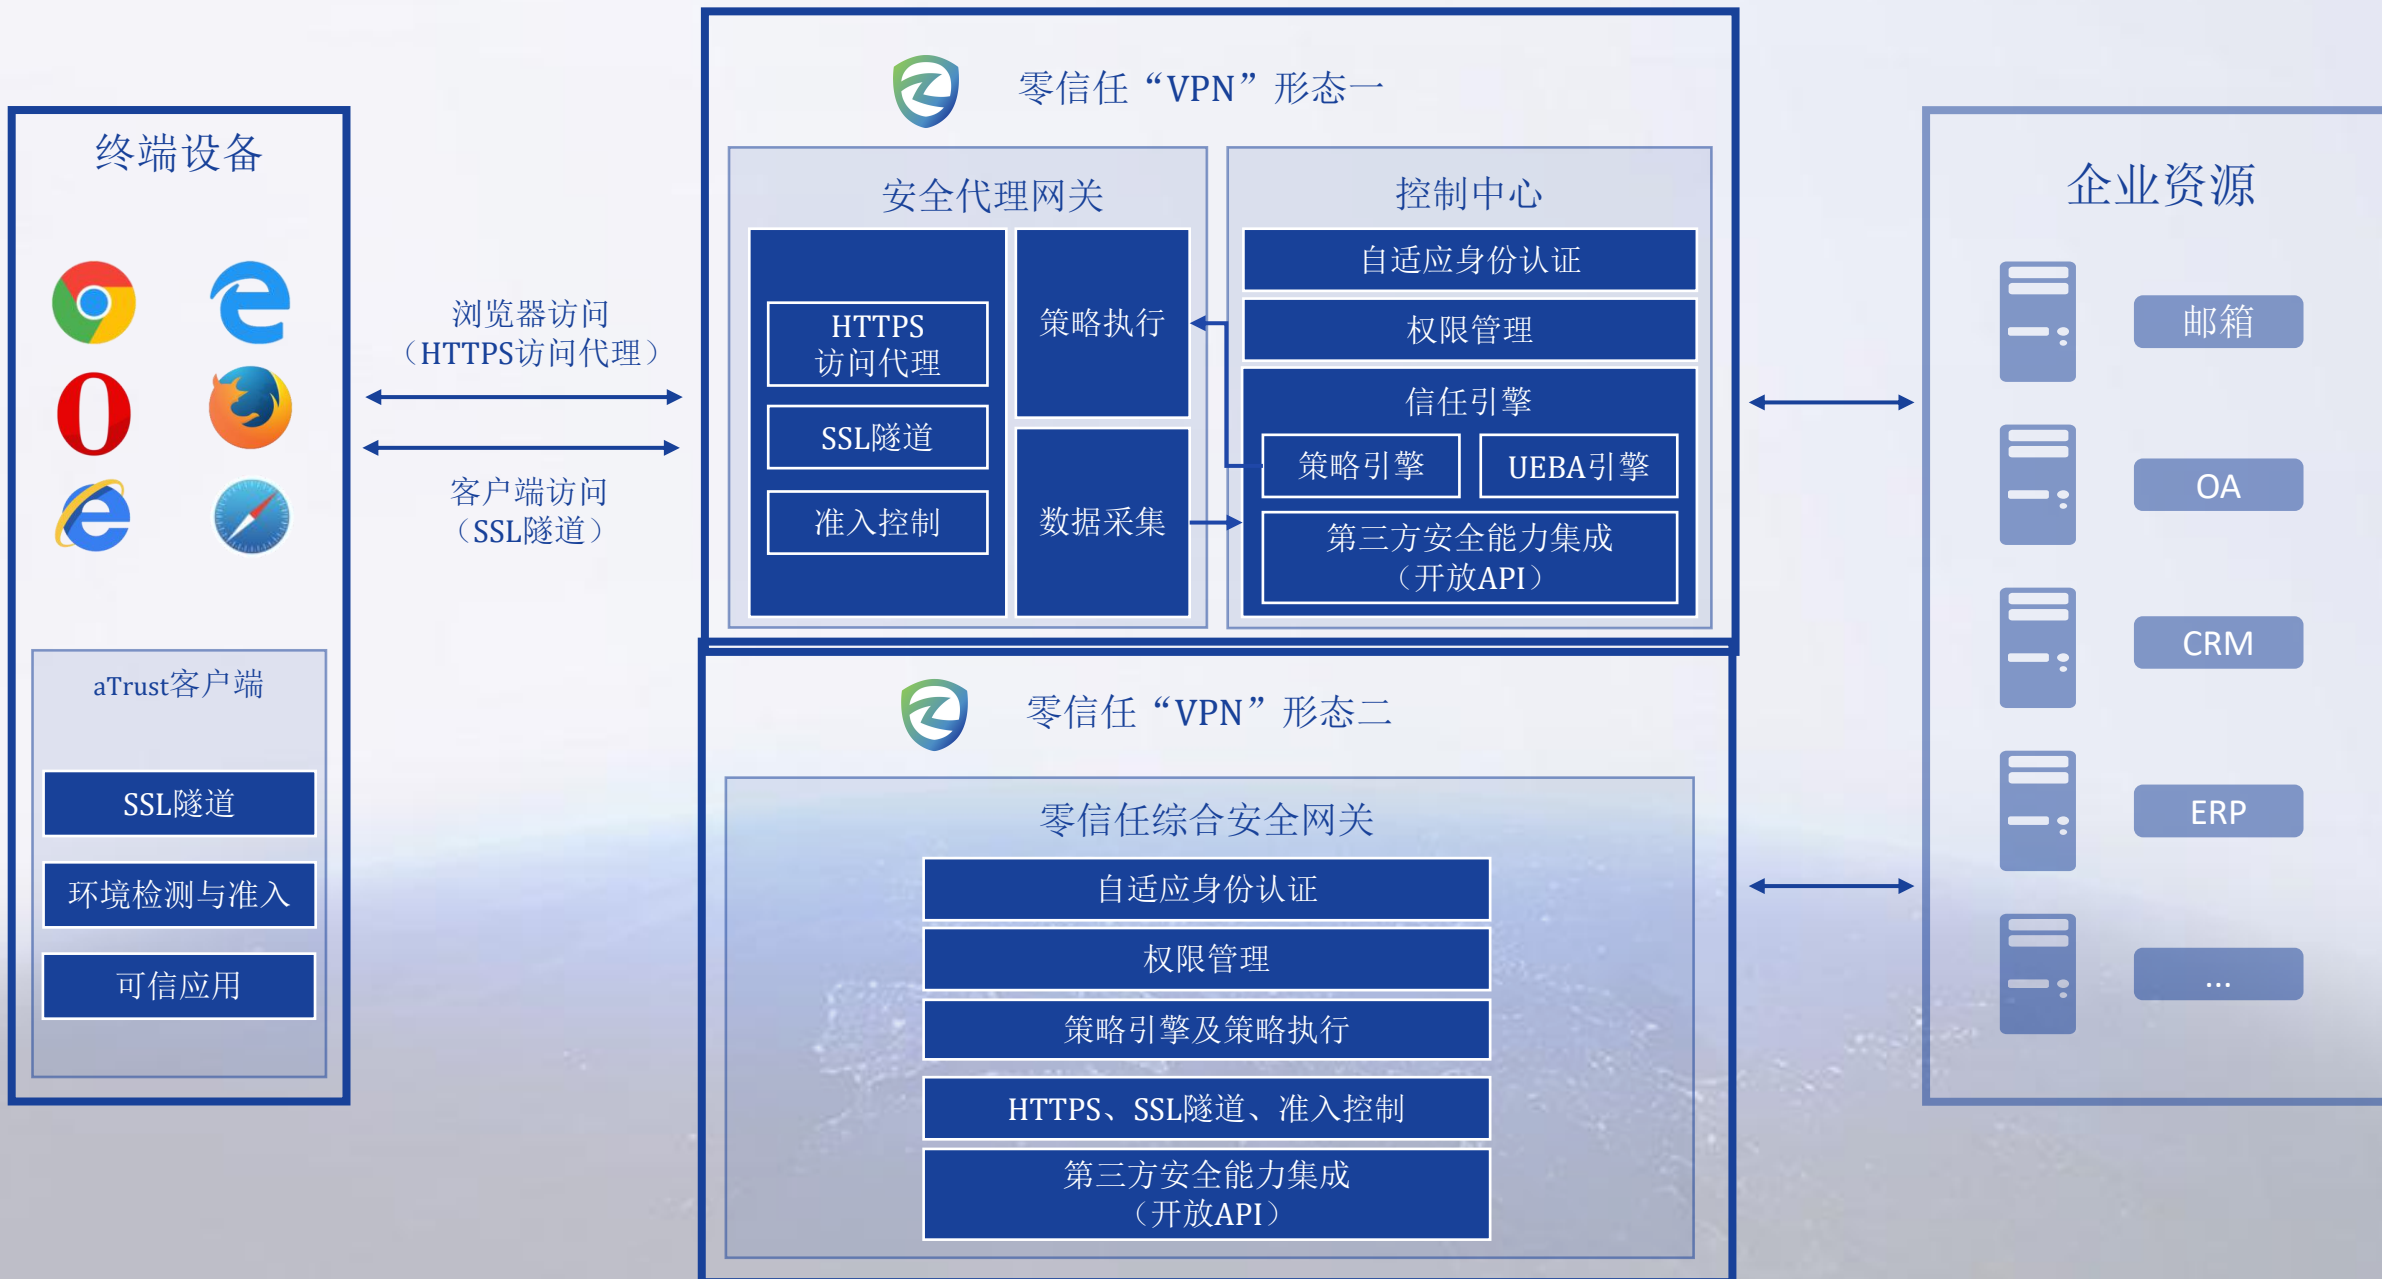 终端设备
aTrust客户端
SSL隧道
环境检测与准入
可信应用
浏览器访问
（HTTPS访问代理）
客户端访问
（SSL隧道）
零信任“VPN”形态一
安全代理网关
HTTPS
访问代理
SSL隧道
准入控制
策略执行
数据采集
控制中心
自适应身份认证
权限管理
信任引擎
策略引擎
UEBA引擎
第三方安全能力集成
（开放API）
零信任“VPN”形态二
零信任综合安全网关
自适应身份认证
权限管理
策略引擎及策略执行
HTTPS、SSL隧道、准入控制
第三方安全能力集成
（开放API）
企业资源
邮箱
OA
CRM
ERP
...